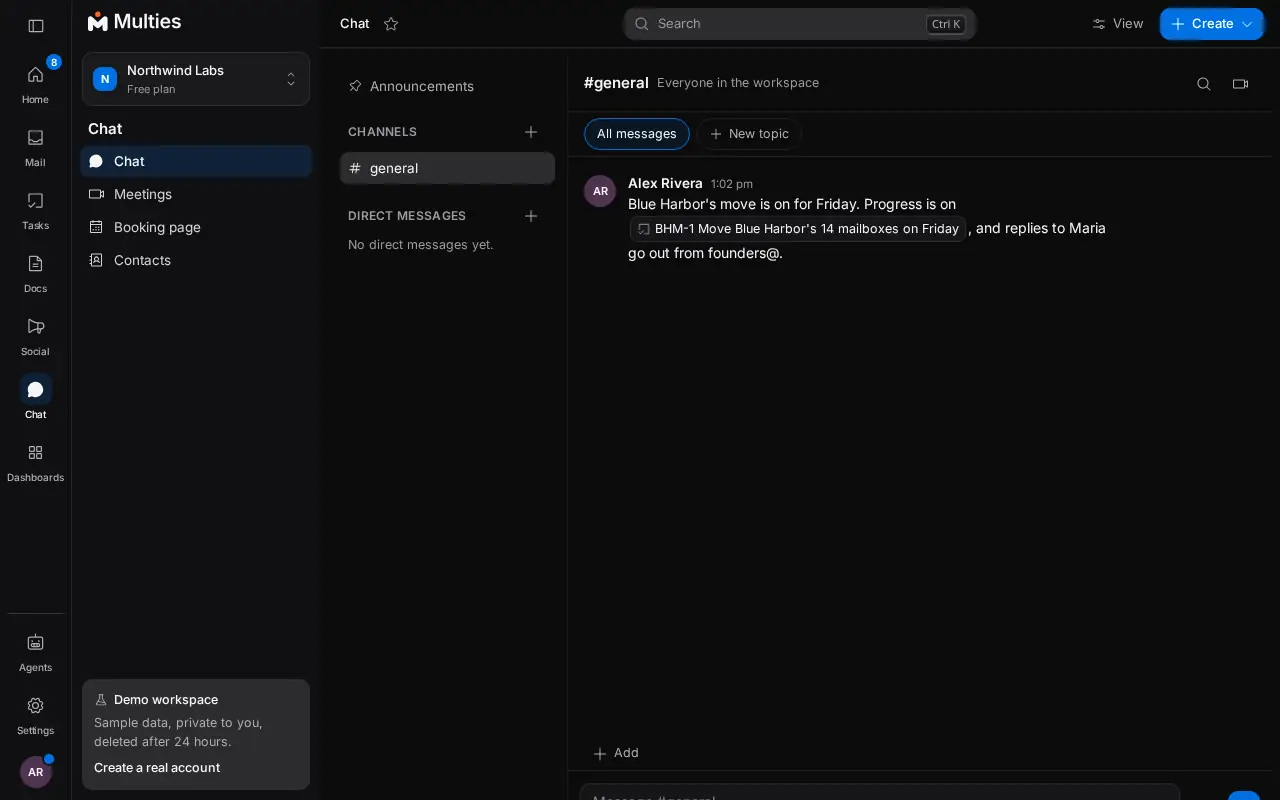 Multies
Northwind Labs
Free plan
N
Chat
Chat
Meetings
Booking page
Contacts
8
Home
Mail
Tasks
Docs
Social
Chat
Dashboards
Agents
Settings
AR
Demo workspace
Sample data, private to you,
deleted after 24 hours.
Create a real account
Chat
Search
Ctrl K
View
Create
Announcements
CHANNELS
# general
DIRECT MESSAGES
No direct messages yet.
#general Everyone in the workspace
All messages
New topic
AR
Alex Rivera 1:02 pm
Blue Harbor's move is on for Friday. Progress is on
BHM-1 Move Blue Harbor's 14 mailboxes on Friday , and replies to Maria
go out from founders@.
Add
Message #general